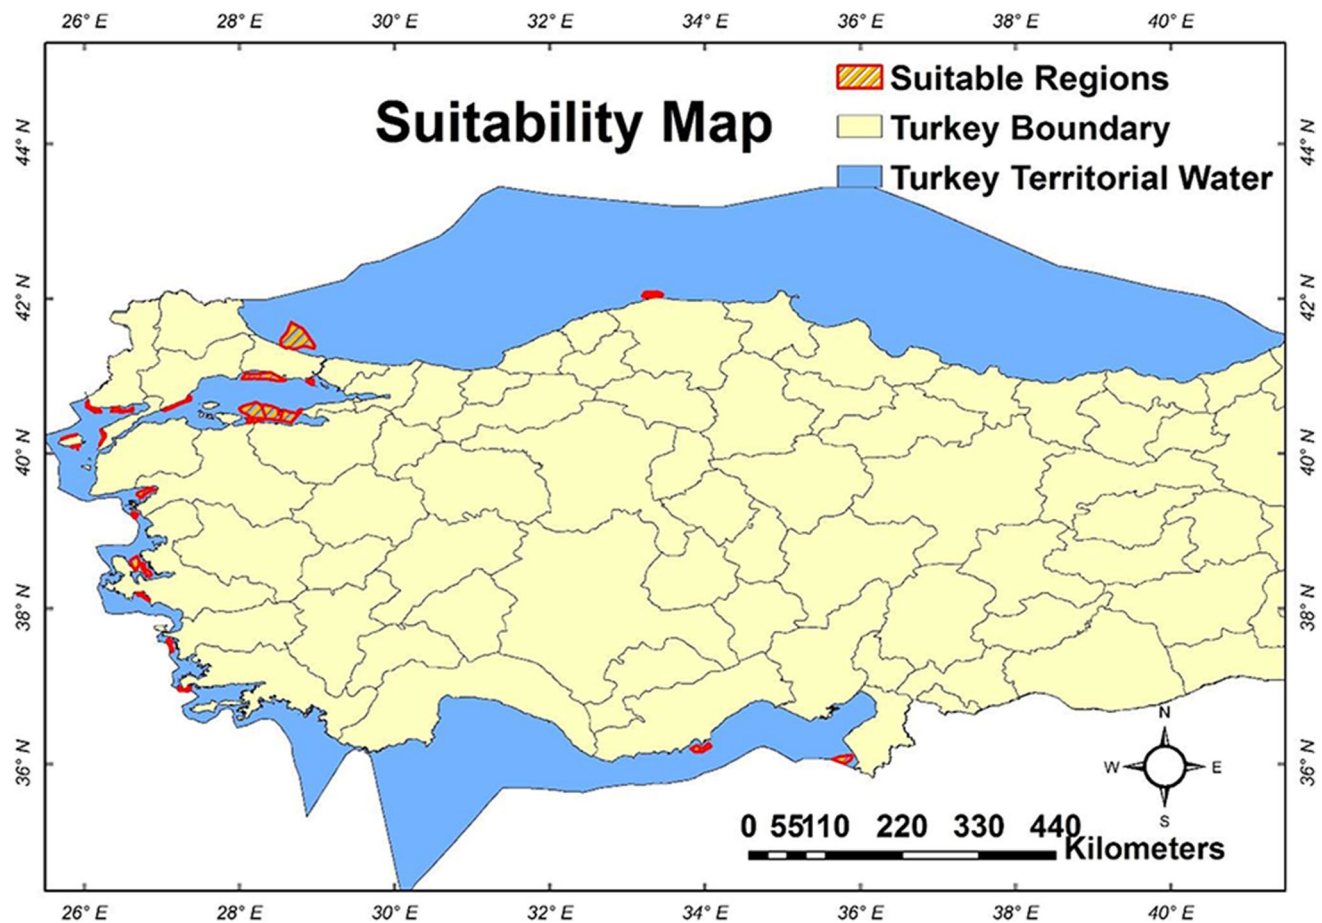 26° E 28° E 30° E 32° E 34° E 36° E 38° E 40° E
Suitable Regions
Suitability Map
Turkey Boundary
44° N 44° N
Turkey Territorial Water
42° N 42° N
40° N 40° N
38° N 38° N
N
36° N W E 36° N
S
0 55 110 220 330 440
Kilometers
26° E 28° E 30° E 32° E 34° E 36° E 38° E 40° E